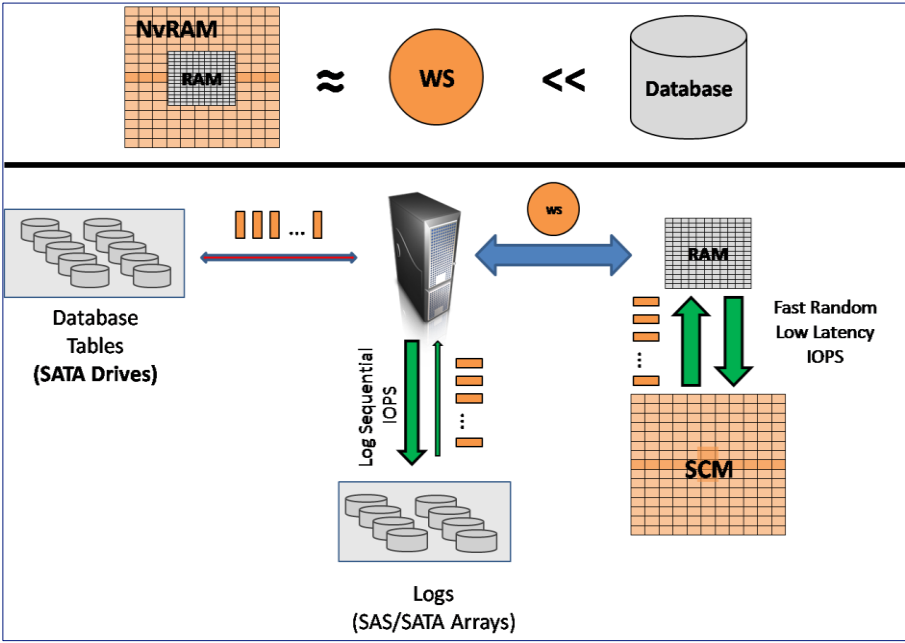 NvRAM
RAM
≈
WS
<<
Database
... 
WS
RAM
Database
Tables
(SATA Drives)
Log Sequential
IOPS
...
...
Fast Random
Low Latency
IOPS
SCM
Logs
(SAS/SATA Arrays)